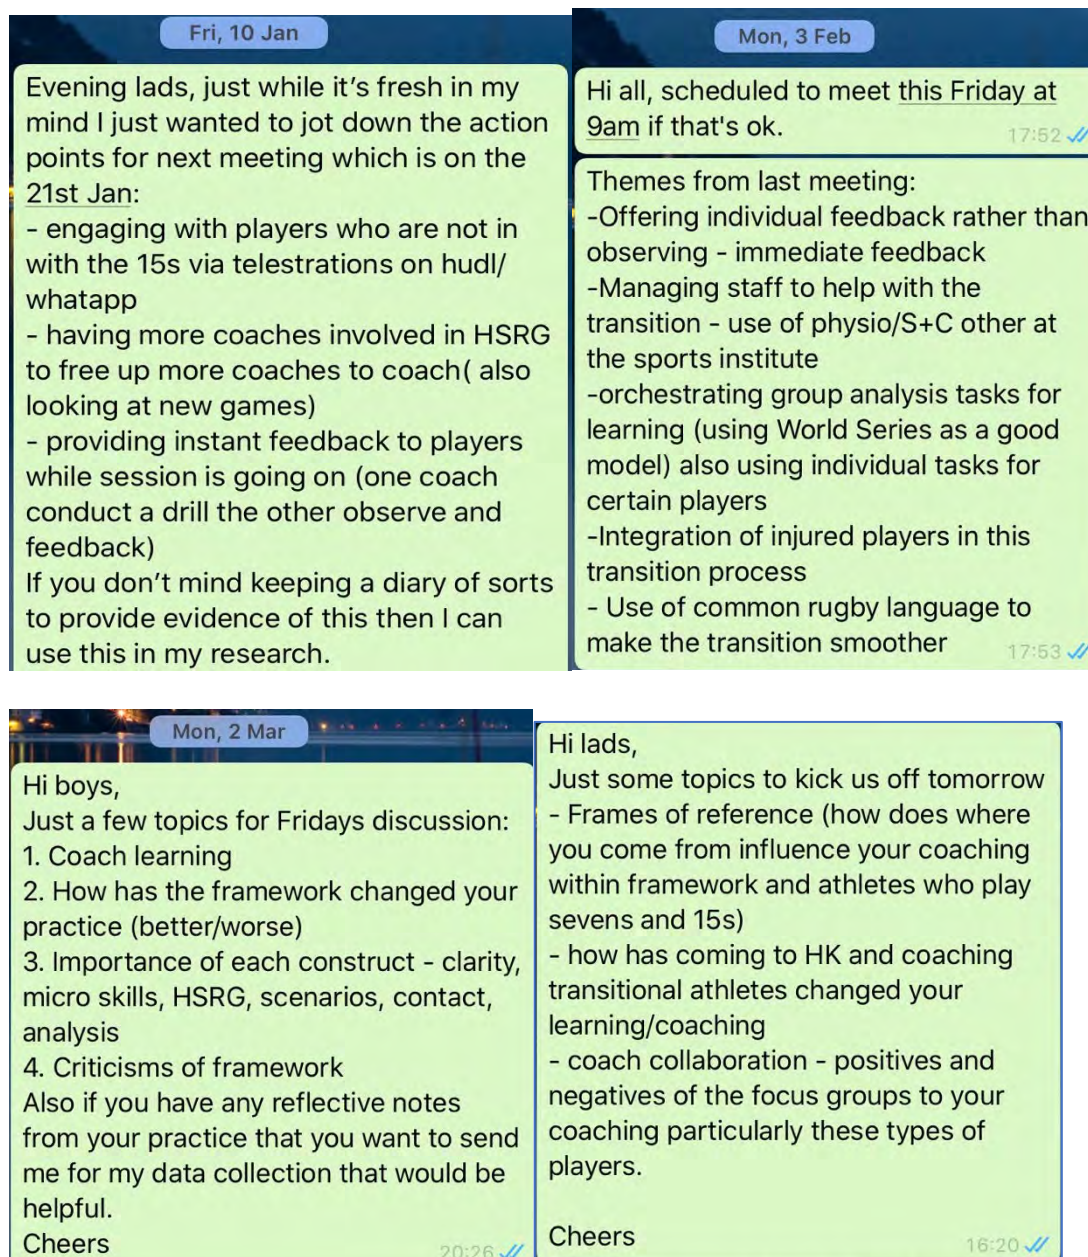 Fri, 10 Jan
Evening lads, just while it’s fresh in my
mind I just wanted to jot down the action
points for next meeting which is on the
21st Jan:
- engaging with players who are not in
with the 15s via telestrations on hudl/
whatapp
- having more coaches involved in HSRG
to free up more coaches to coach( also
looking at new games)
- providing instant feedback to players
while session is going on (one coach
conduct a drill the other observe and
feedback)
If you don’t mind keeping a diary of sorts
to provide evidence of this then I can
use this in my research.
Mon, 3 Feb
Hi all, scheduled to meet this Friday at
9am if that's ok.
17:52
Themes from last meeting:
-Offering individual feedback rather than
observing - immediate feedback
-Managing staff to help with the
transition - use of physio/S+C other at
the sports institute
-orchestrating group analysis tasks for
learning (using World Series as a good
model) also using individual tasks for
certain players
-Integration of injured players in this
transition process
- Use of common rugby language to
make the transition smoother
17:53
Mon, 2 Mar
Hi boys,
Just a few topics for Fridays discussion:
1. Coach learning
2. How has the framework changed your
practice (better/worse)
3. Importance of each construct - clarity,
micro skills, HSRG, scenarios, contact,
analysis
4. Criticisms of framework
Also if you have any reflective notes
from your practice that you want to send
me for my data collection that would be
helpful.
Cheers
20:26
Hi lads,
Just some topics to kick us off tomorrow
- Frames of reference (how does where
you come from influence your coaching
within framework and athletes who play
sevens and 15s)
- how has coming to HK and coaching
transitional athletes changed your
learning/coaching
- coach collaboration - positives and
negatives of the focus groups to your
coaching particularly these types of
players.
Cheers
16:20